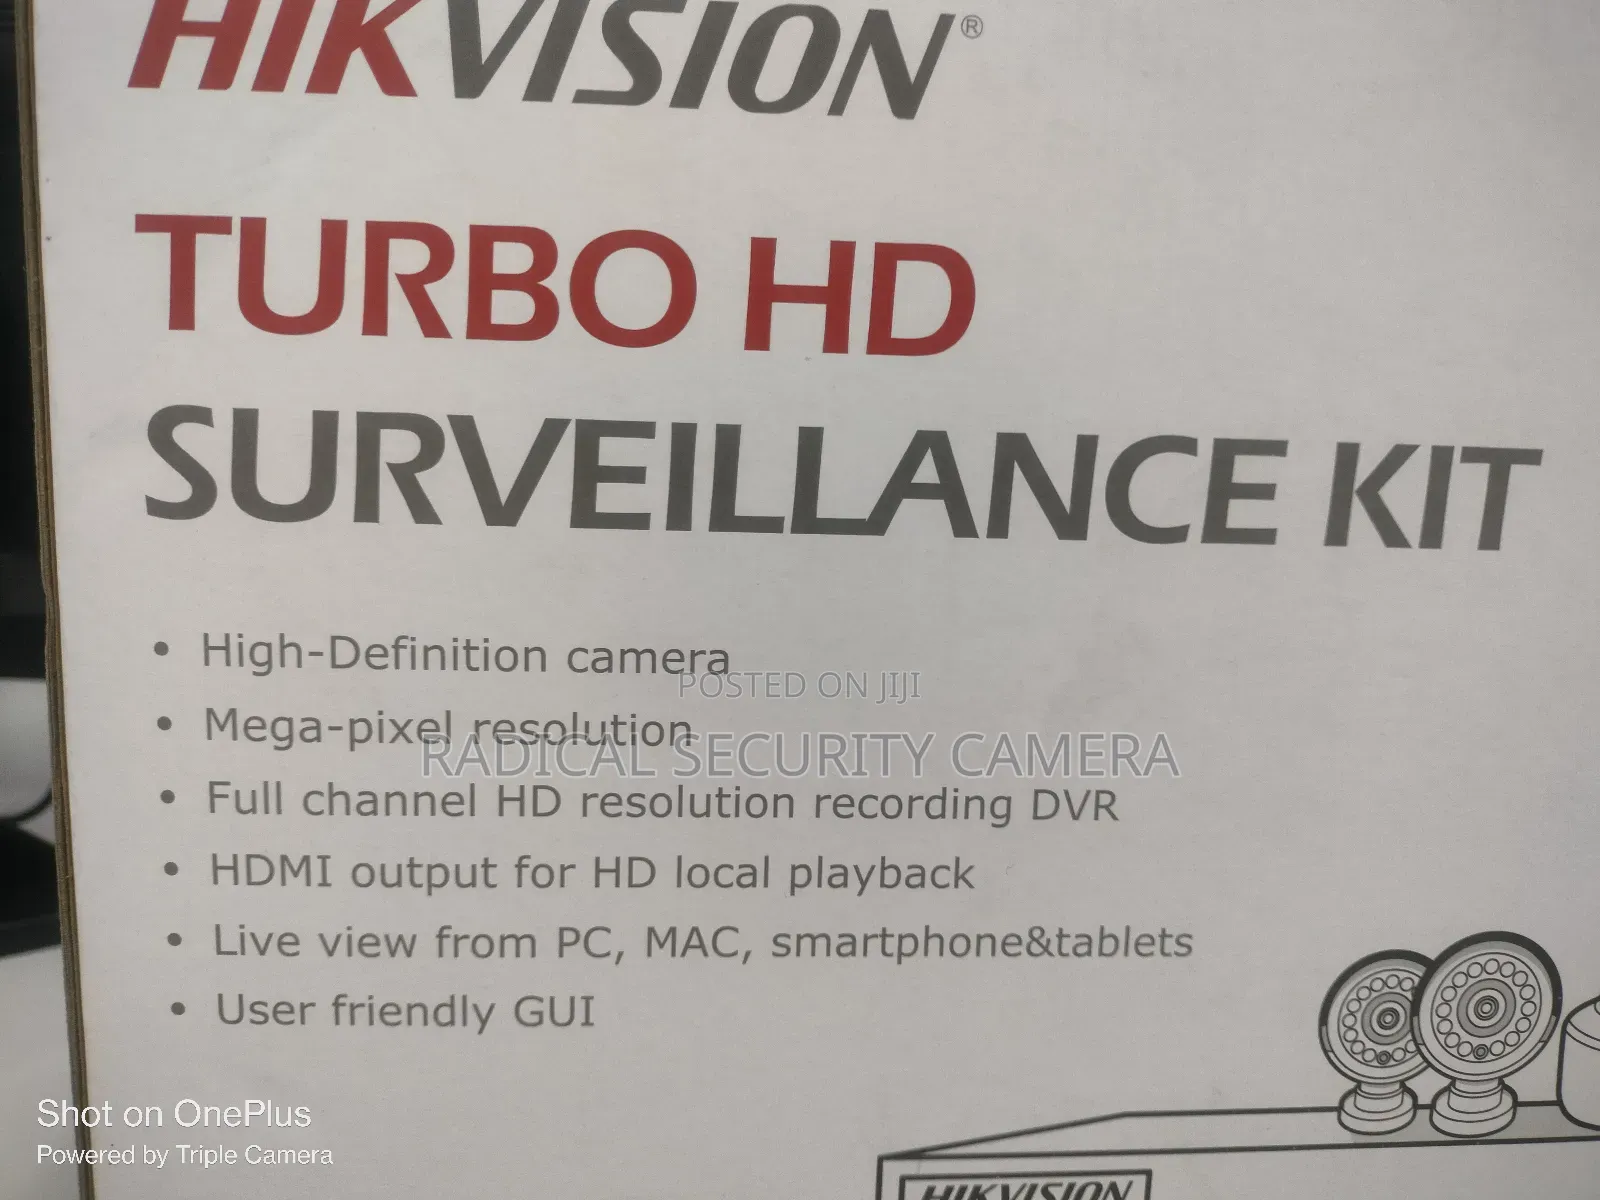 HIKVISION®
TURBO HD
SURVEILLANCE KIT
• High-Definition camera
POSTED ON JIJI
• Mega-pixel resolution
RADICAL SECURITY CAMERA
• Full channel HD resolution recording DVR
• HDMI output for HD local playback
• Live view from PC, MAC, smartphone&tablets
• User friendly GUI
Shot on OnePlus
Powered by Triple Camera
HIKVISION